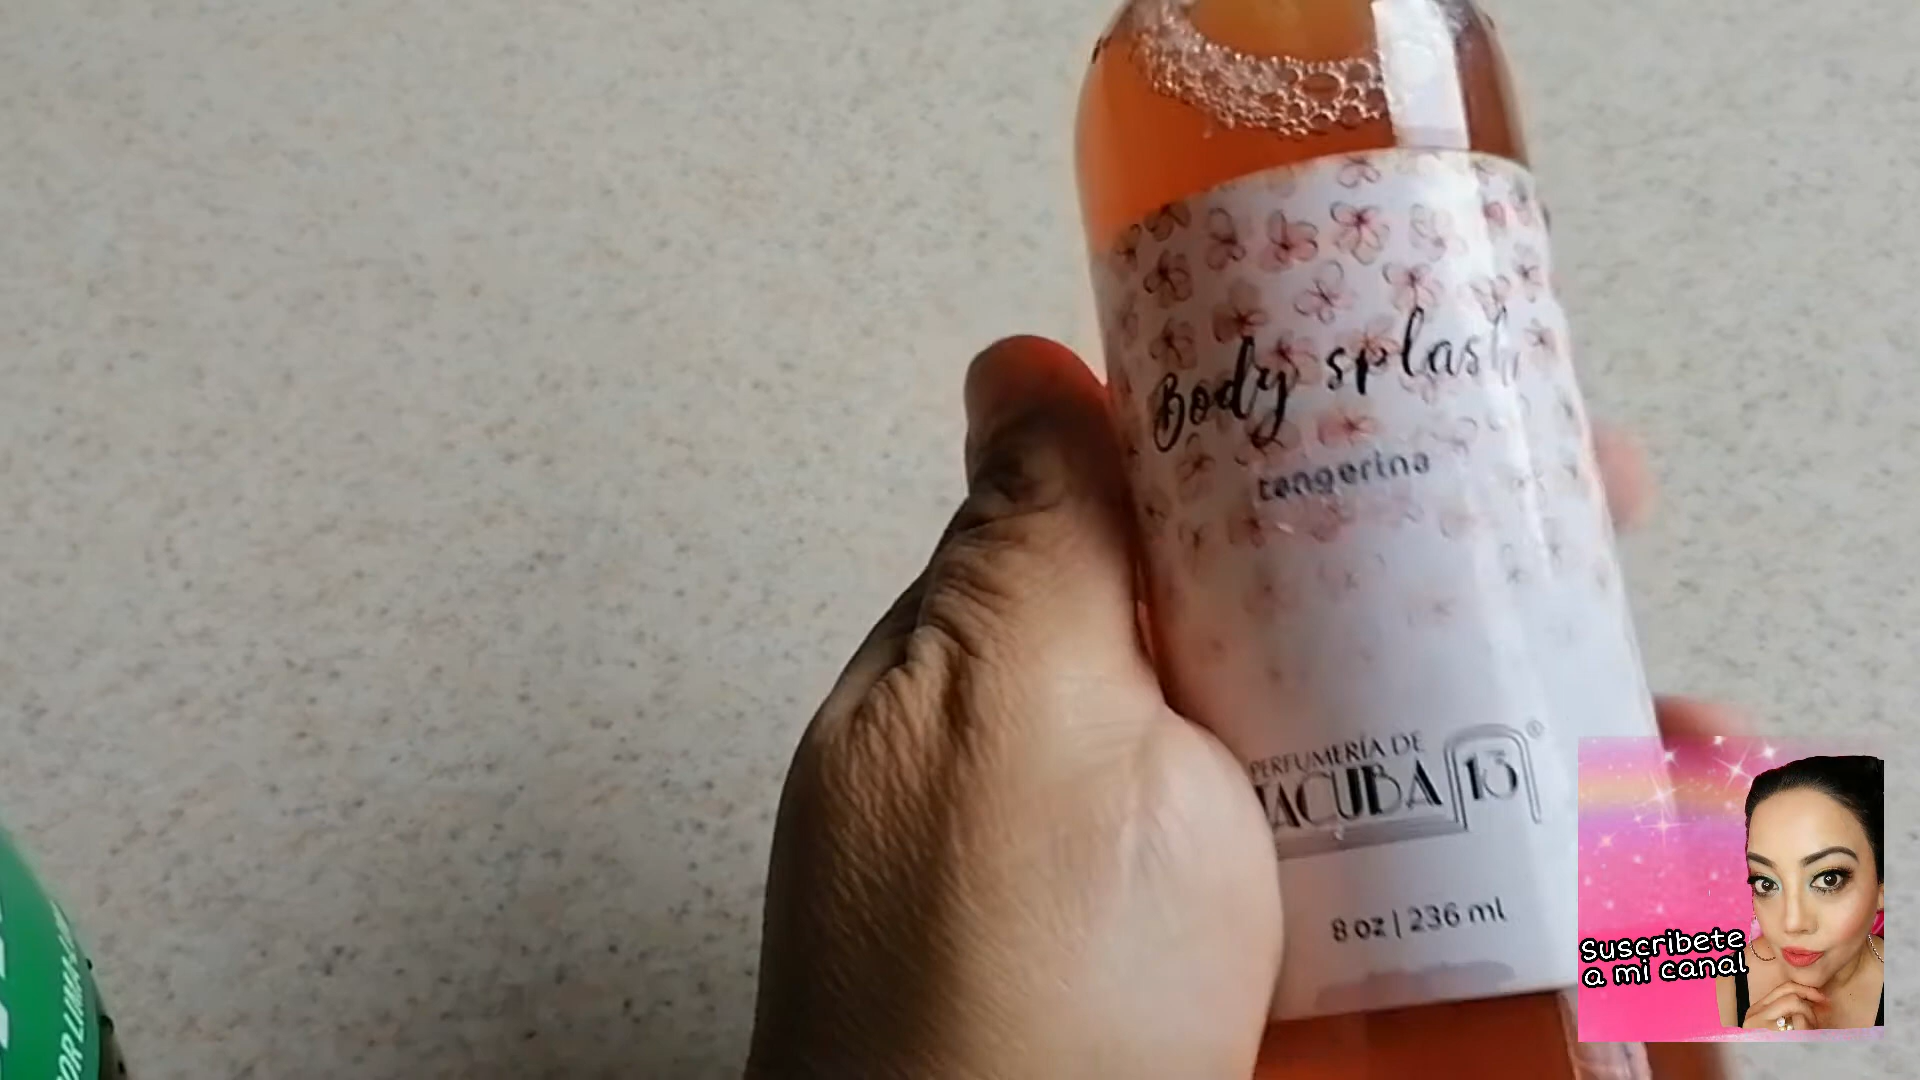 Body splash
tangerina
PERFUMERÍA DE
TACUBA 13
®
8 oz | 236 ml
Suscribete
a mi canal